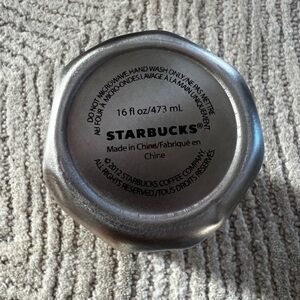 DO NOT MICROWAVE HAND WASH ONLY/NE PAS METTRE
AU FOUR À MICRO-ONDES LAVAGE À LA MAIN UNIQUEMENT
16 fl oz/473 mL
STARBUCKS®
Made in China/Fabriqué en
Chine
©2012 STARBUCKS COFFEE COMPANY.
ALL RIGHTS RESERVED/TOUS DROITS RÉSERVÉS